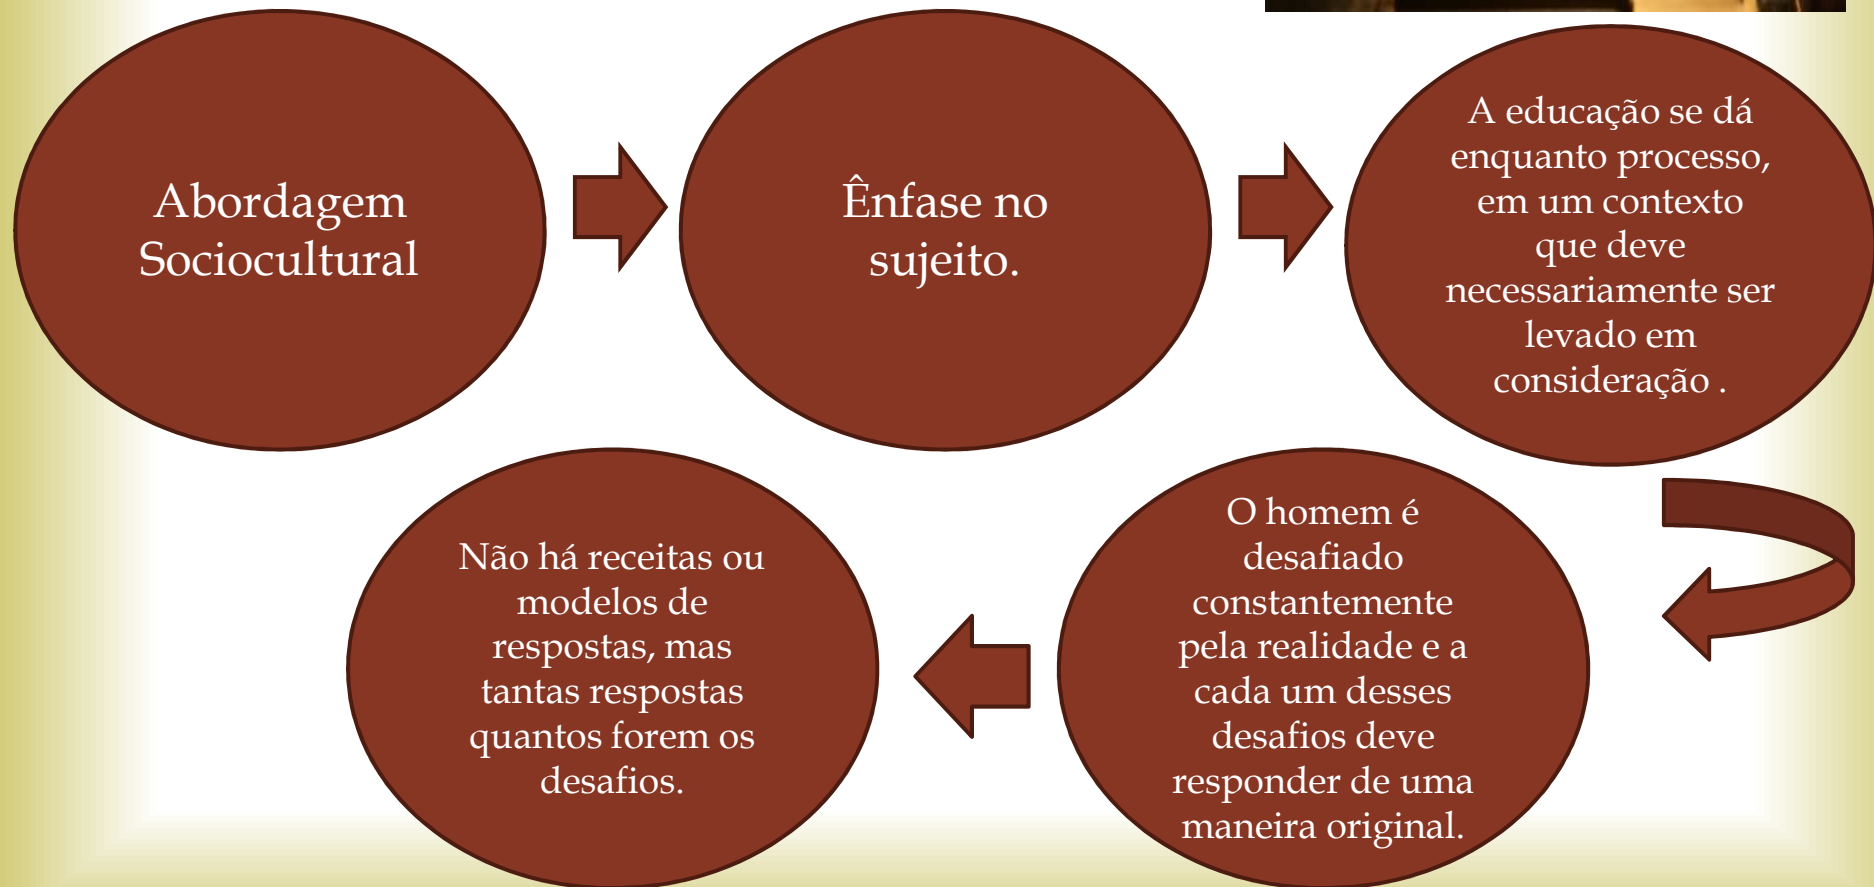 Abordagem
Sociocultural
Ênfase no
sujeito.
A educação se dá
enquanto processo,
em um contexto
que deve
necessariamente ser
levado em
consideração .
O homem é
desafiado
constantemente
pela realidade e a
cada um desses
desafios deve
responder de uma
maneira original.
Não há receitas ou
modelos de
respostas, mas
tantas respostas
quantos forem os
desafios.